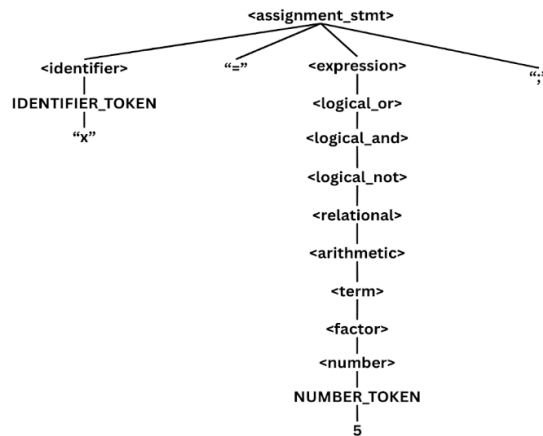 <assignment_stmt>
<identifier> “=” <expression> “;”
IDENTIFIER_TOKEN <logical_or>
“x” <logical_and>
<logical_not>
<relational>
<arithmetic>
<term>
<factor>
<number>
NUMBER_TOKEN
5